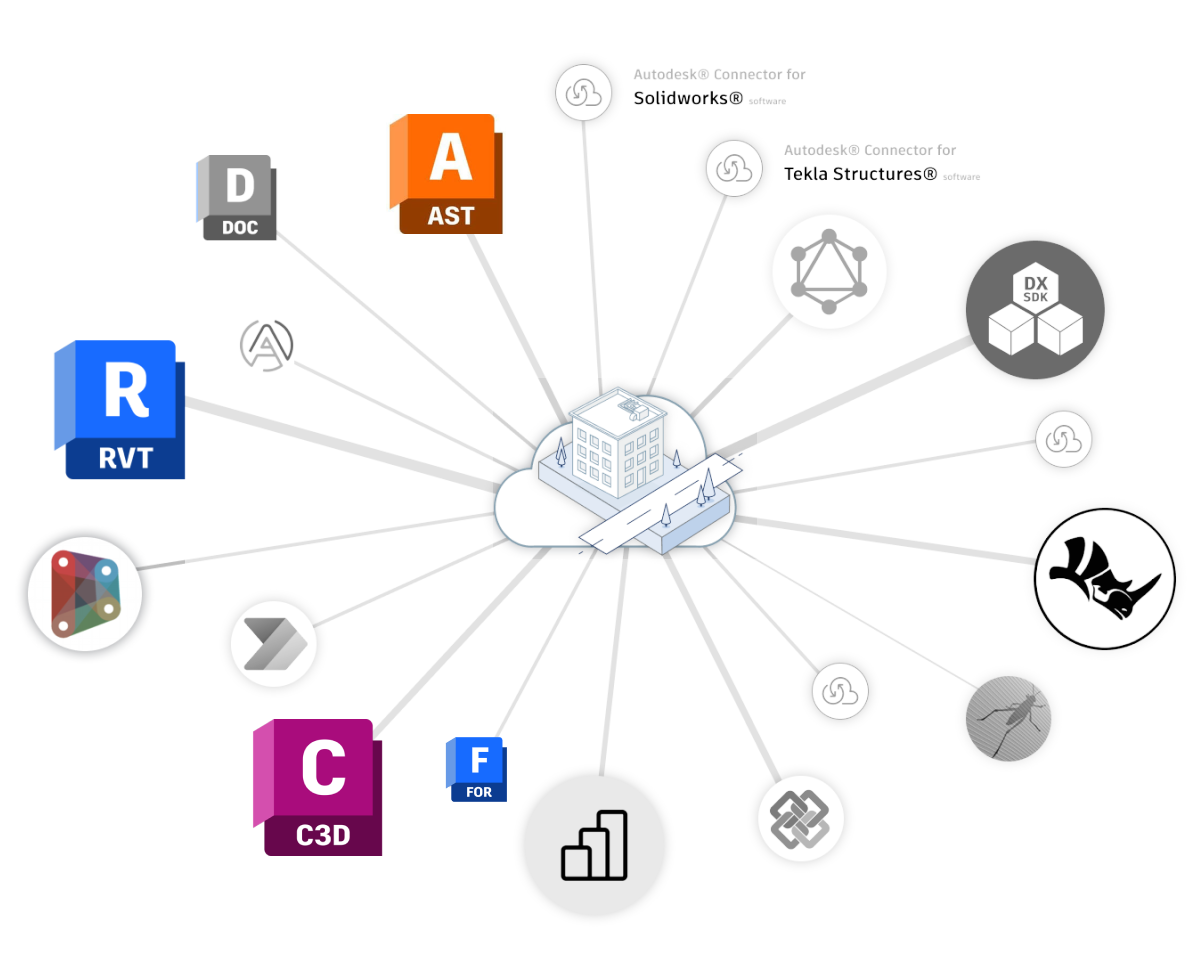 Autodesk® Connector for
Solidworks® software
Autodesk® Connector for
Tekla Structures® software
A
AST
D
DOC
DX
SDK
R
RVT
C
C3D
F
FOR